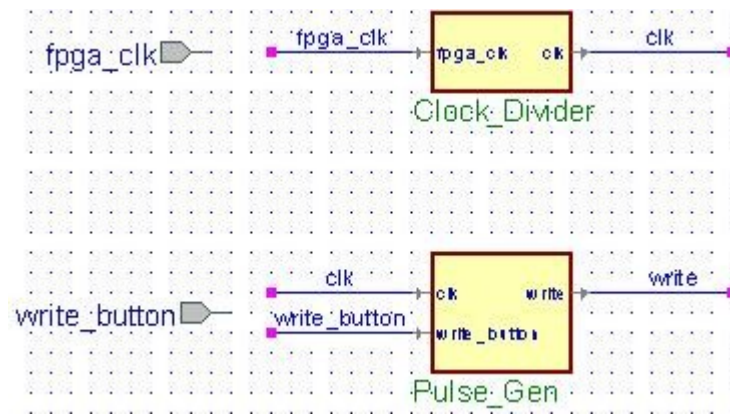 fpga_clk
fpga_clk
fpga_clk clk
clk
Clock_Divider
write_button
clk
write_button
clk write
write_button
write
Pulse_Gen